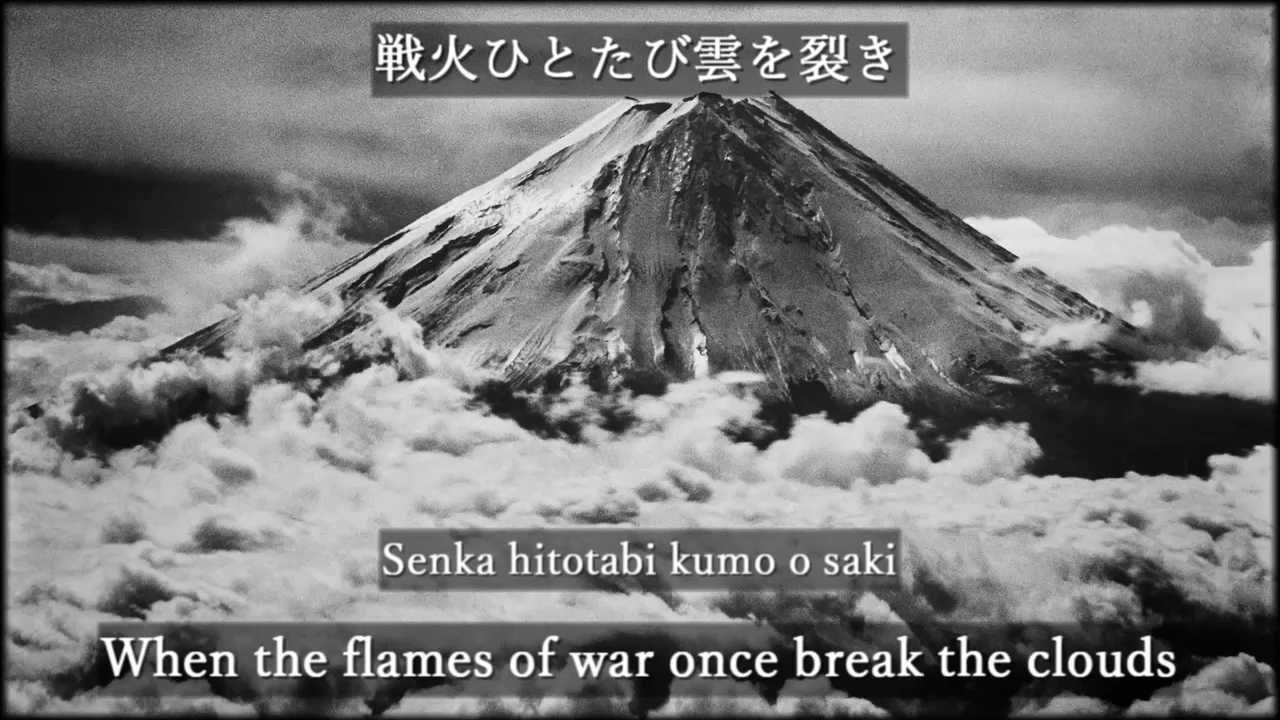 戦火ひとたび雲を裂き
Senka hitotabi kumo o saki
When the flames of war once break the clouds